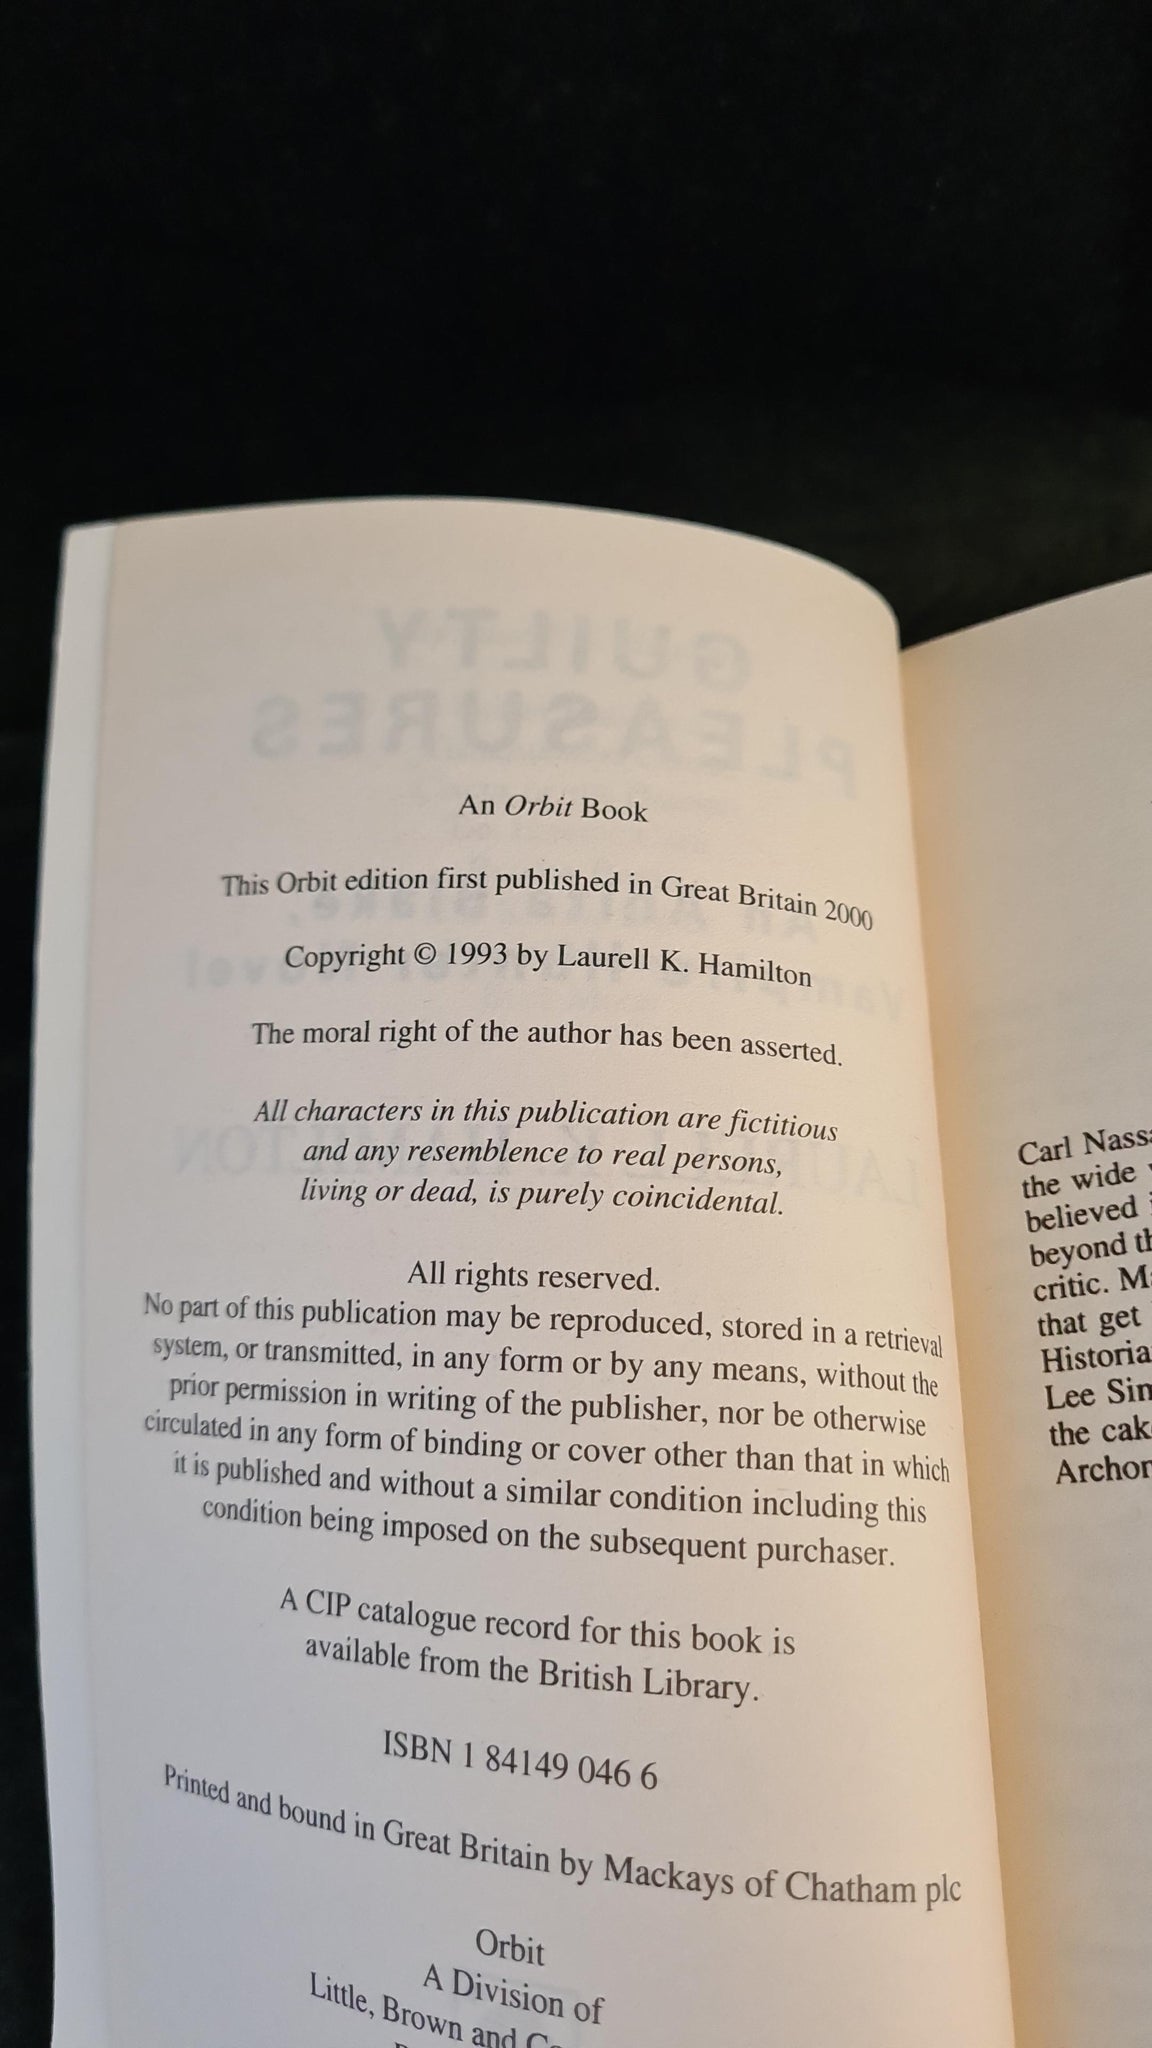 GUILTY
PLEASURES
An Orbit Book
This Orbit edition first published in Great Britain 2000
Copyright © 1993 by Laurell K. Hamilton
The moral right of the author has been asserted.
All characters in this publication are fictitious
and any resemblence to real persons,
living or dead, is purely coincidental.
All rights reserved.
No part of this publication may be reproduced, stored in a retrieval
system, or transmitted, in any form or by any means, without the
prior permission in writing of the publisher, nor be otherwise
circulated in any form of binding or cover other than that in which
it is published and without a similar condition including this
condition being imposed on the subsequent purchaser.
A CIP catalogue record for this book is
available from the British Library.
ISBN 1 84149 046 6
Printed and bound in Great Britain by Mackays of Chatham plc
Orbit
A Division of
Little, Brown and
Carl
the wide
believed
beyond
critic.
that get
Lee
the